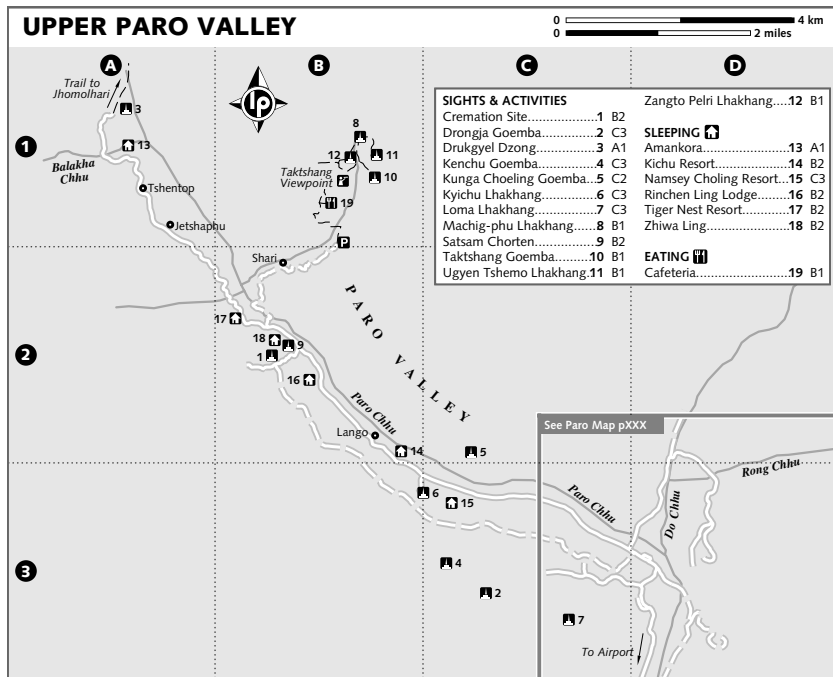 UPPER PARO VALLEY
0 4 km
0 2 miles
A B C D
Trail to
Jhomolhari
lp
SIGHTS & ACTIVITIES
Cremation Site....................1 B2
Drongja Goemba................2 C3
Drukgyel Dzong.................3 A1
Kenchu Goemba................4 C3
Kunga Choeling Goemba..5 C2
Kyichu Lhakhang...............6 C3
Loma Lhakhang.................7 C3
Machig-phu Lhakhang.......8 B1
Satsam Chorten.................9 B2
Taktshang Goemba..........10 B1
Ugyen Tshemo Lhakhang.11 B1
Zangto Pelri Lhakhang....12 B1
SLEEPING
Amankora.......................13 A1
Kichu Resort....................14 B2
Namsey Choling Resort...15 C3
Rinchen Ling Lodge.........16 B2
Tiger Nest Resort.............17 B2
Zhiwa Ling......................18 B2
EATING
Cafeteria.........................19 B1
1
3
13
Balakha
Chhu
Tshentop
Jetshaphu
8
12
11
10
Taktshang
Viewpoint
19
P
Shari
PARO VALLEY
2
17
18
9
1
16
Paro Chhu
Lango
14
5
See Paro Map pXXX
3
6
15
4
2
7
Paro Chhu
Do Chhu
Rong Chhu
To Airport